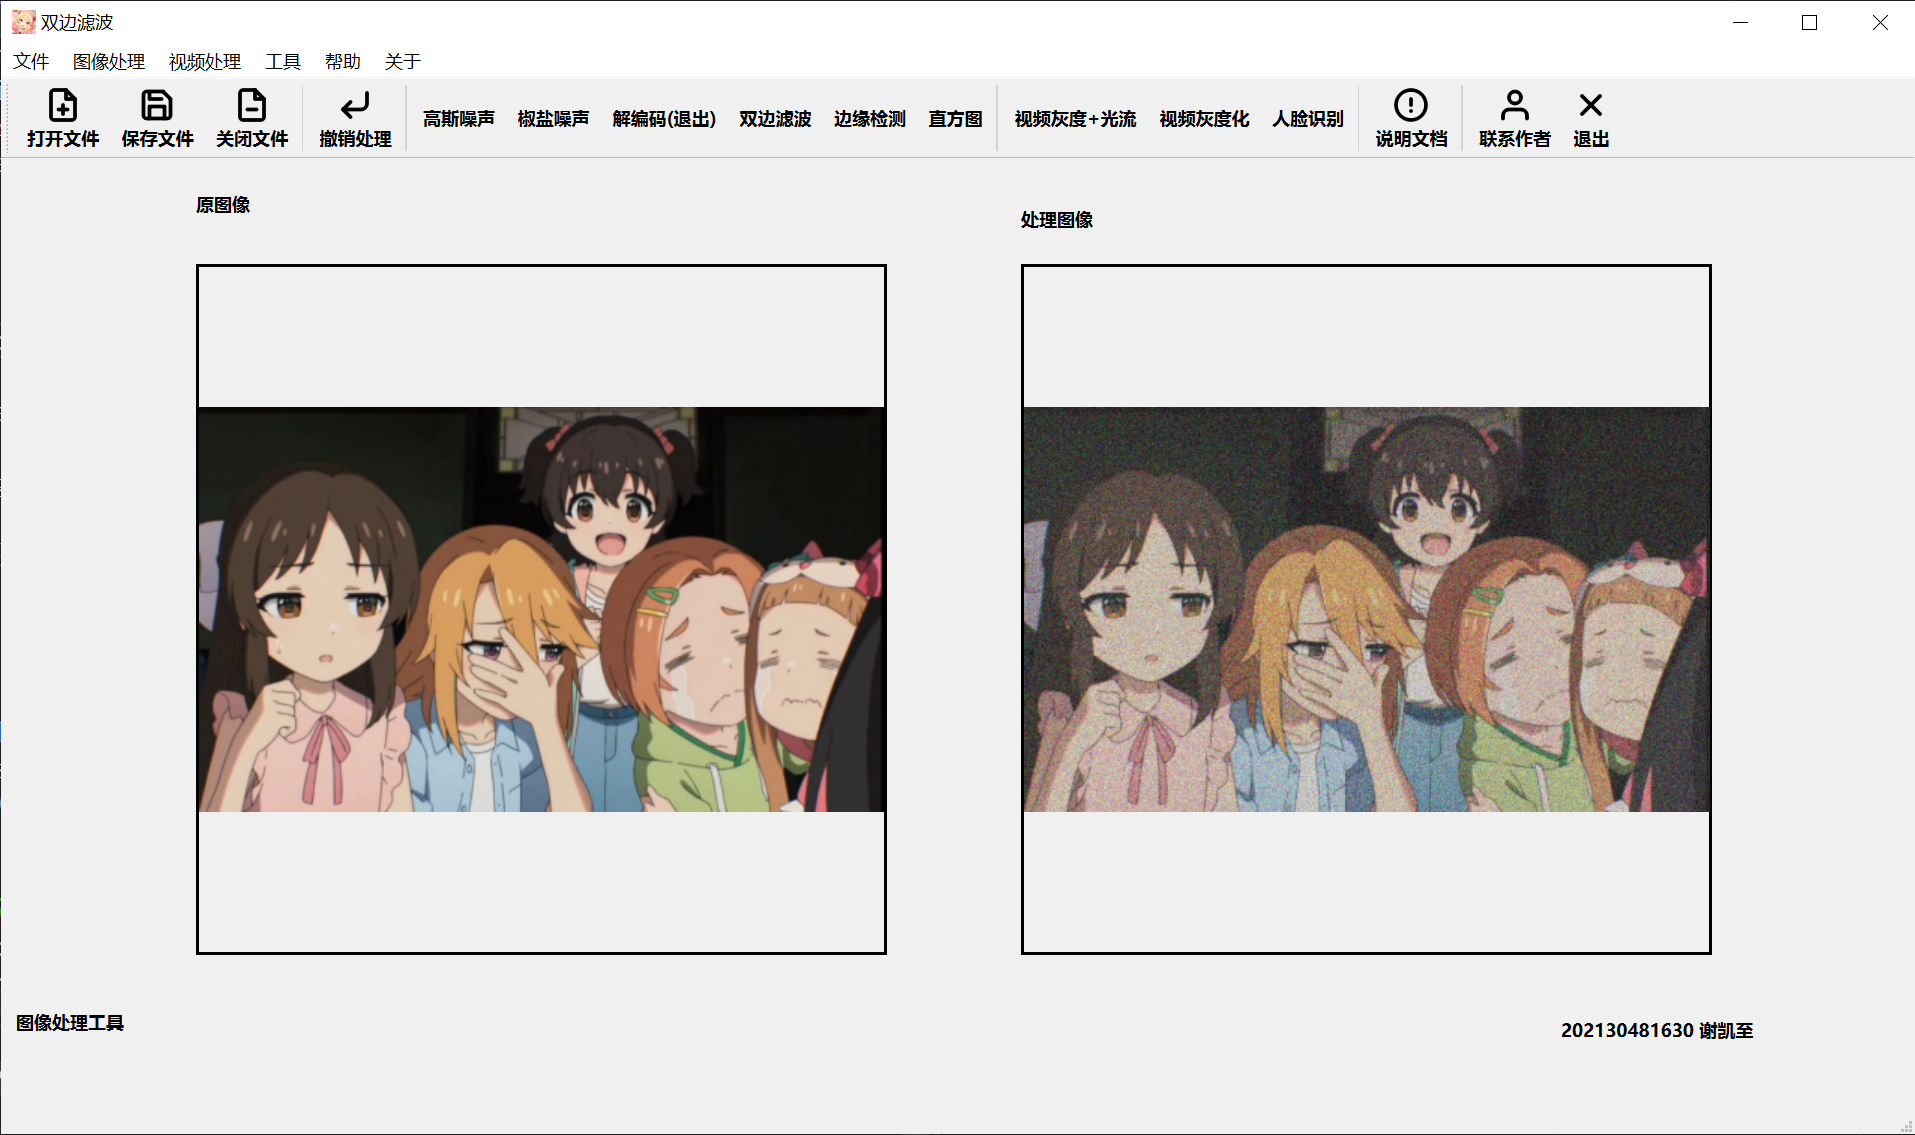 双边滤波
文件 图像处理 视频处理 工具 帮助 关于
打开文件 保存文件 关闭文件 撤销处理 高斯噪声 椒盐噪声 解编码(退出) 双边滤波 边缘检测 直方图 视频灰度+光流 视频灰度化 人脸识别 说明文档 联系作者 退出
原图像
处理图像
图像处理工具
202130481630 谢凯至